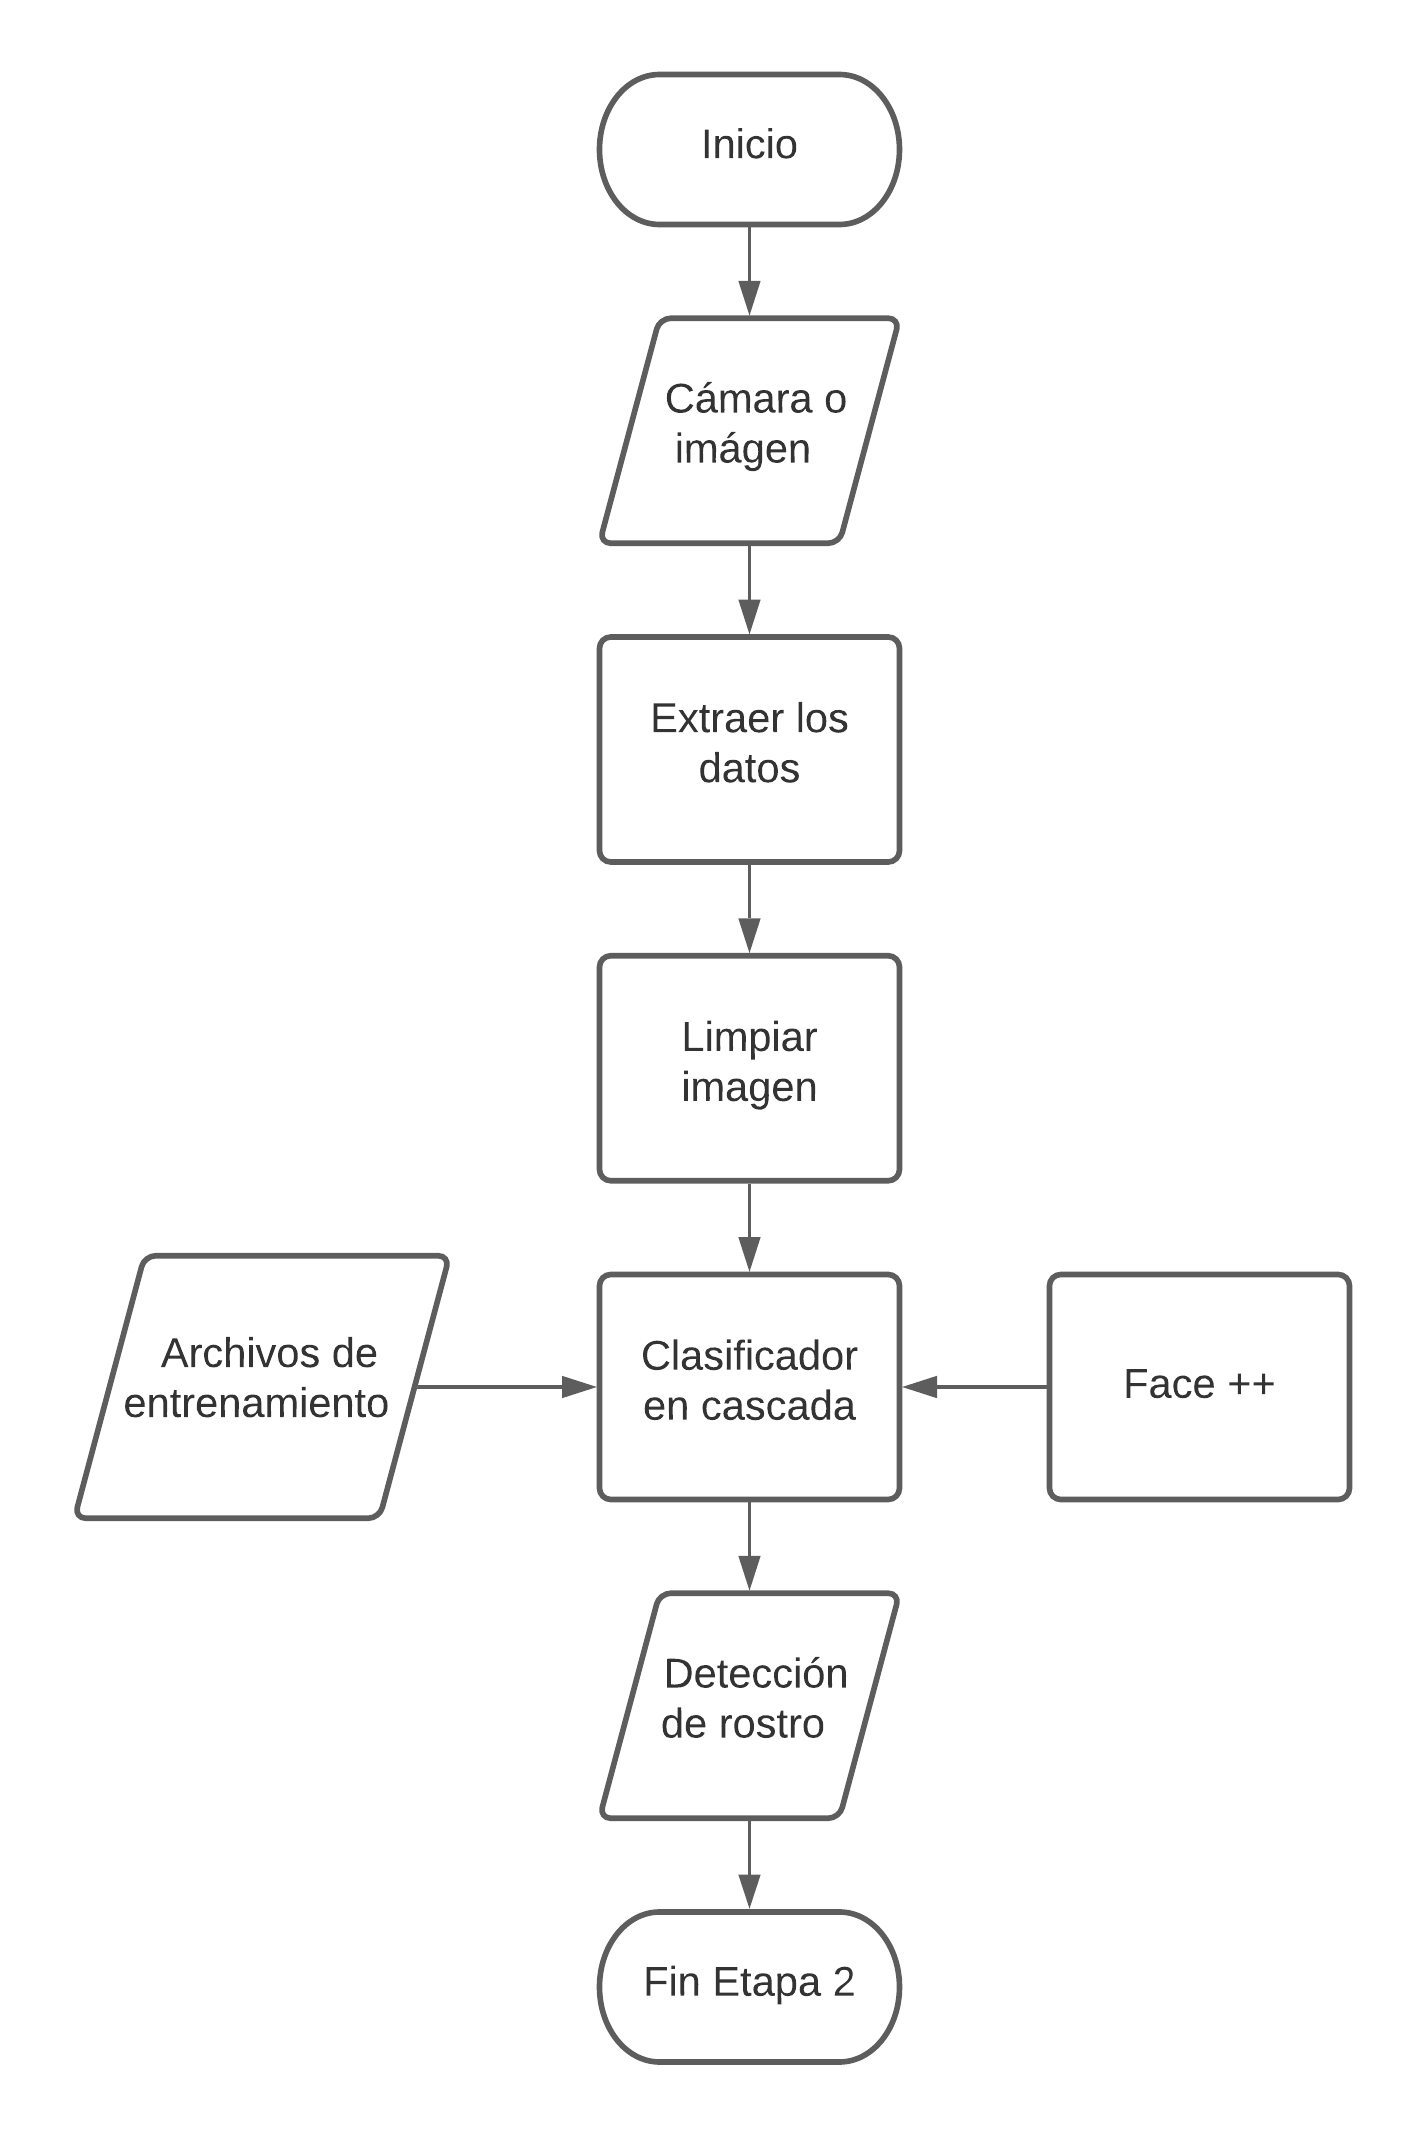 Inicio
Cámara o
imágen
Extraer los
datos
Limpiar
imagen
Archivos de
entrenamiento
Clasificador
en cascada
Face ++
Detección
de rostro
Fin Etapa 2